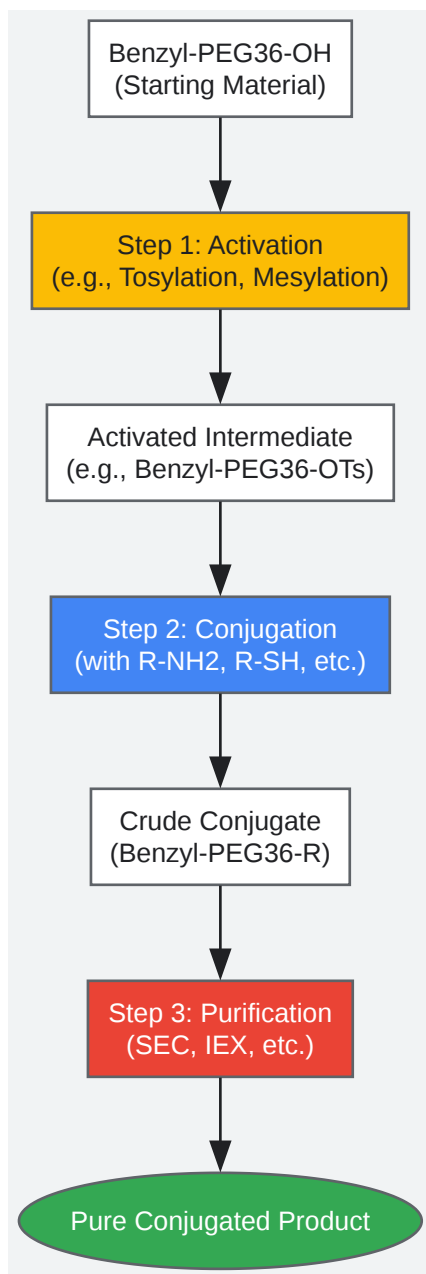 Benzyl-PEG36-OH
(Starting Material)
Step 1: Activation
(e.g., Tosylation, Mesylation)
Activated Intermediate
(e.g., Benzyl-PEG36-OTs)
Step 2: Conjugation
(with R-NH2, R-SH, etc.)
Crude Conjugate
(Benzyl-PEG36-R)
Step 3: Purification
(SEC, IEX, etc.)
Pure Conjugated Product